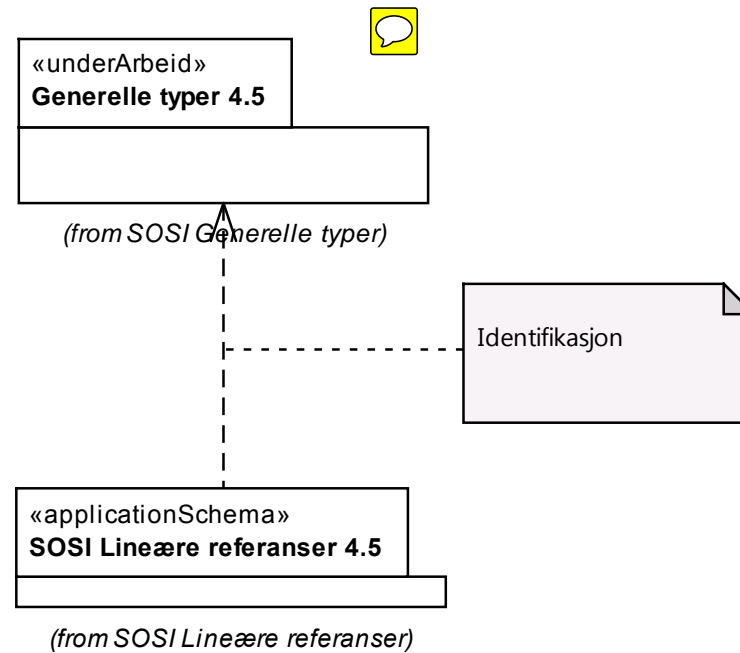 «underArbeid»
Generelle typer 4.5
(from SOSI Generelle typer)
Identifikasjon
«applicationSchema»
SOSI Lineære referanser 4.5
(from SOSI Lineære referanser)